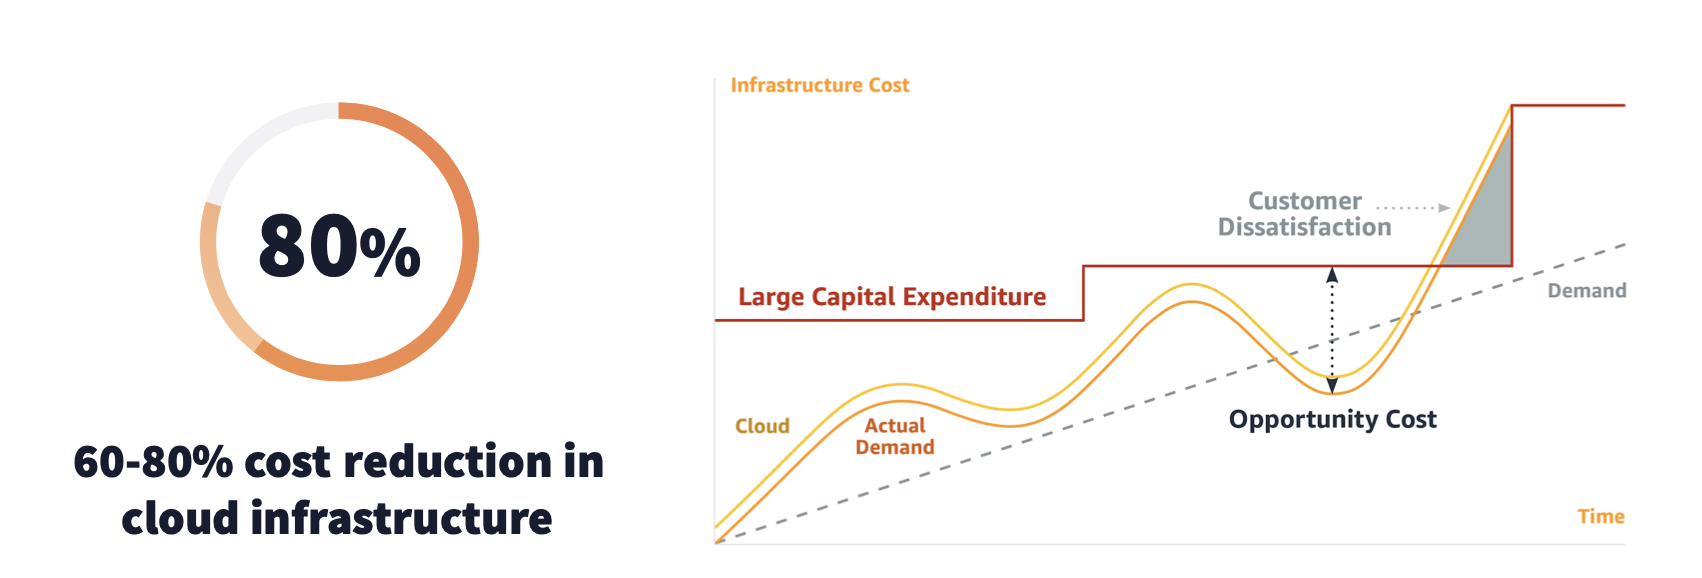 80%
60-80% cost reduction in
cloud infrastructure
Infrastructure Cost
Customer
Dissatisfaction
Large Capital Expenditure
Demand
Cloud
Actual
Demand
Opportunity Cost
Time